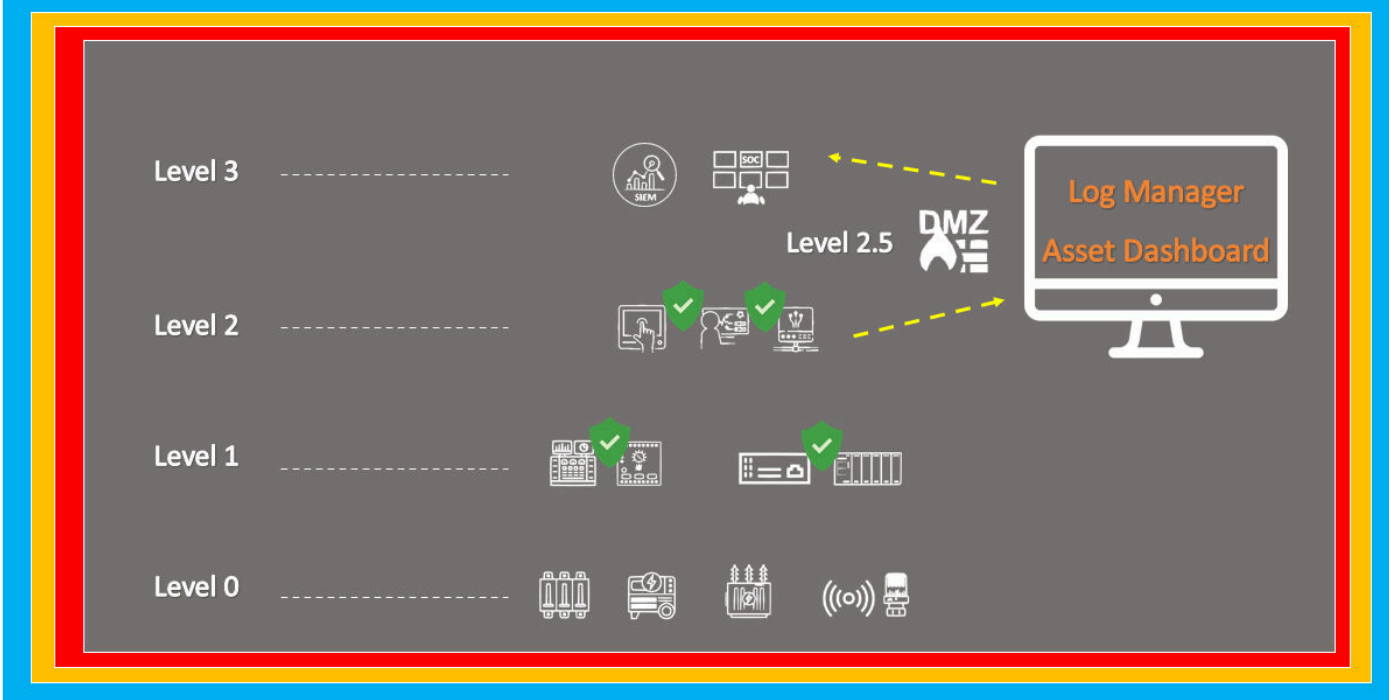 Level 3
SIEM
SOC
Log Manager
DMZ
Level 2.5
Asset Dashboard
Level 2
Level 1
Level 0